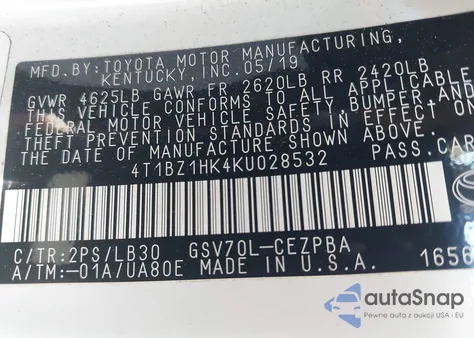 MFD.BY:TOYOTA MOTOR MANUFACTURING,
KENTUCKY,INC.05/19
GVWR 4625LB GAWR FR 2620LB RR 2420LB
THIS VEHICLE CONFORMS TO ALL APPLICABLE
FEDERAL MOTOR VEHICLE SAFETY, BUMPER, AND
THEFT PREVENTION STANDARDS IN EFFECT ON
THE DATE OF MANUFACTURE SHOWN ABOVE.
4T1BZ1HK4KU028532 PASS.CAR
C/TR:2PS/LB30 GSV70L-CEZPBA
A/TM:-01A/UA80E MADE IN U.S.A. 1656
autoSnap
Pewne auta z aukcji USA i EU